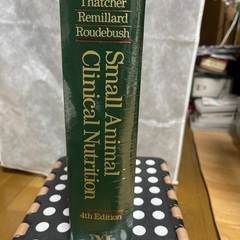 Thatcher
Remillard
Roudebush
Small Animal
Clinical Nutrition
4th Edition